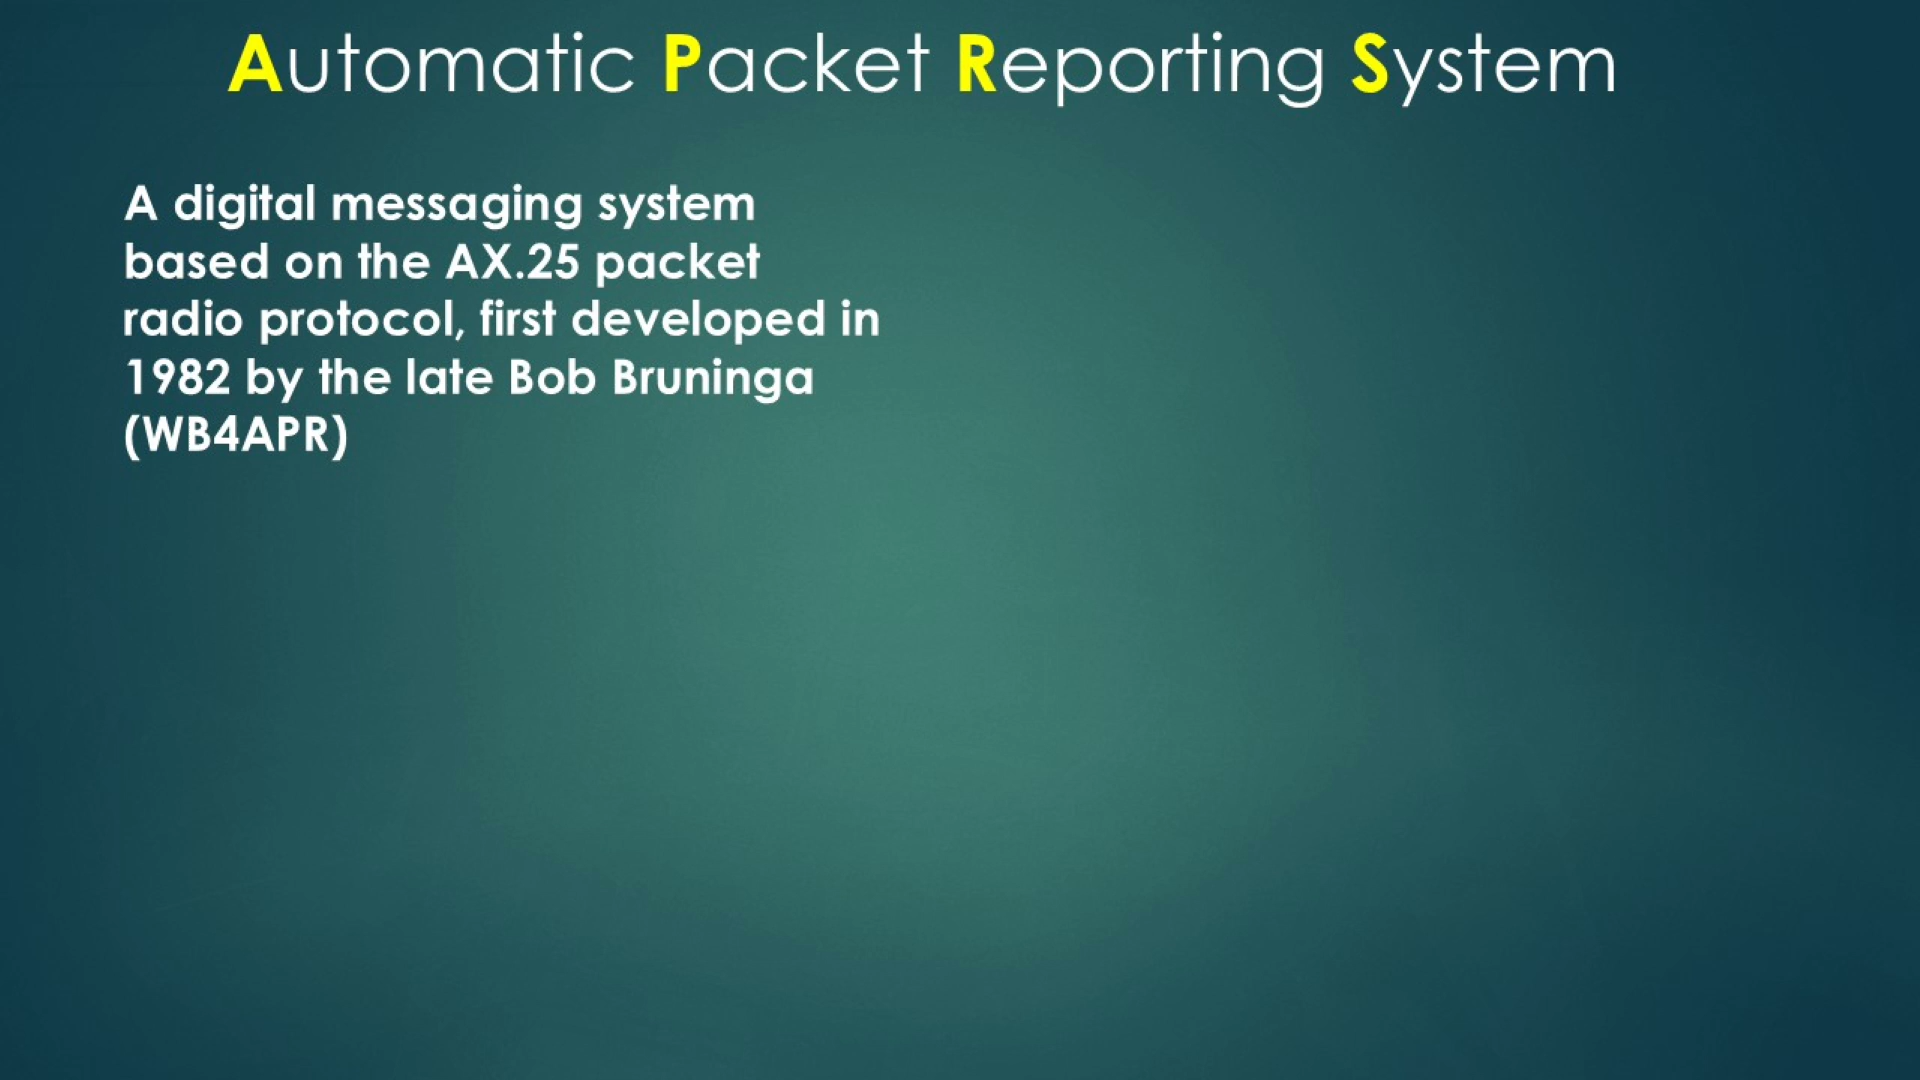 Automatic Packet Reporting System
A digital messaging system
based on the AX.25 packet
radio protocol, first developed in
1982 by the late Bob Bruninga
(WB4APR)